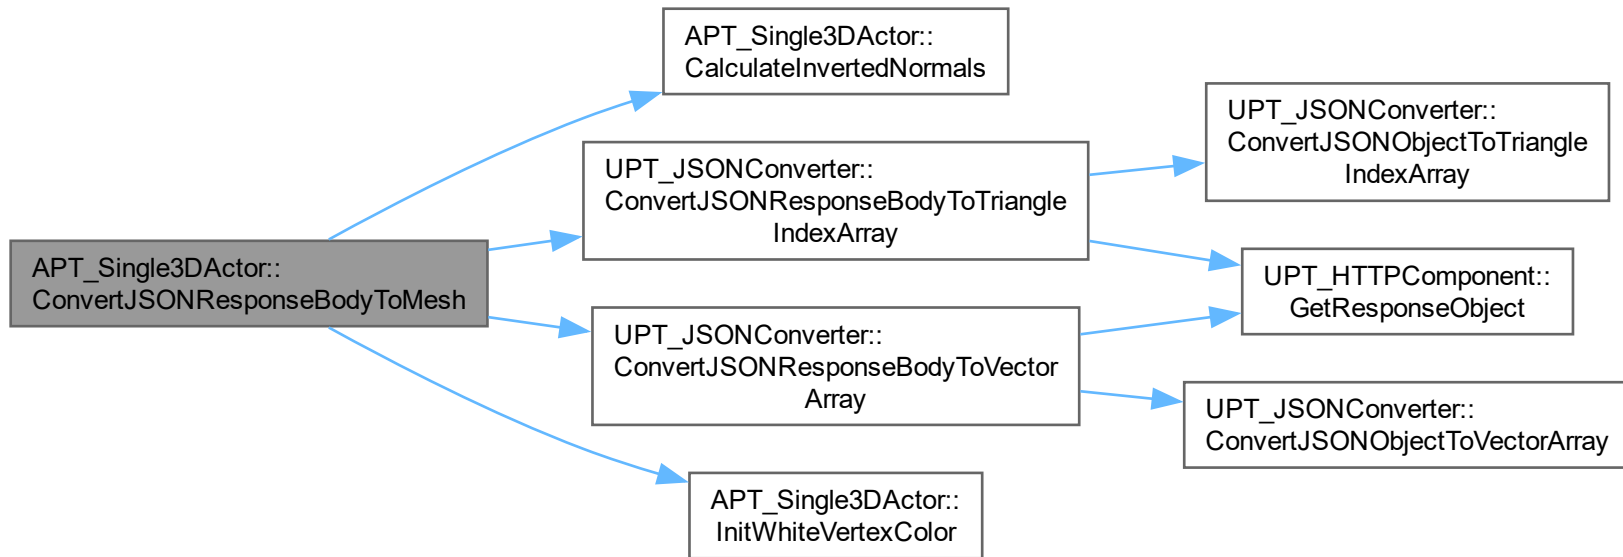 APT_Single3DActor::
CalculateInvertedNormals
UPT_JSONConverter::
ConvertJSONObjectToTriangle
IndexArray
UPT_JSONConverter::
ConvertJSONResponseBodyToTriangle
IndexArray
APT_Single3DActor::
ConvertJSONResponseBodyToMesh
UPT_HTTPComponent::
GetResponseObject
UPT_JSONConverter::
ConvertJSONResponseBodyToVector
Array
UPT_JSONConverter::
ConvertJSONObjectToVectorArray
APT_Single3DActor::
InitWhiteVertexColor